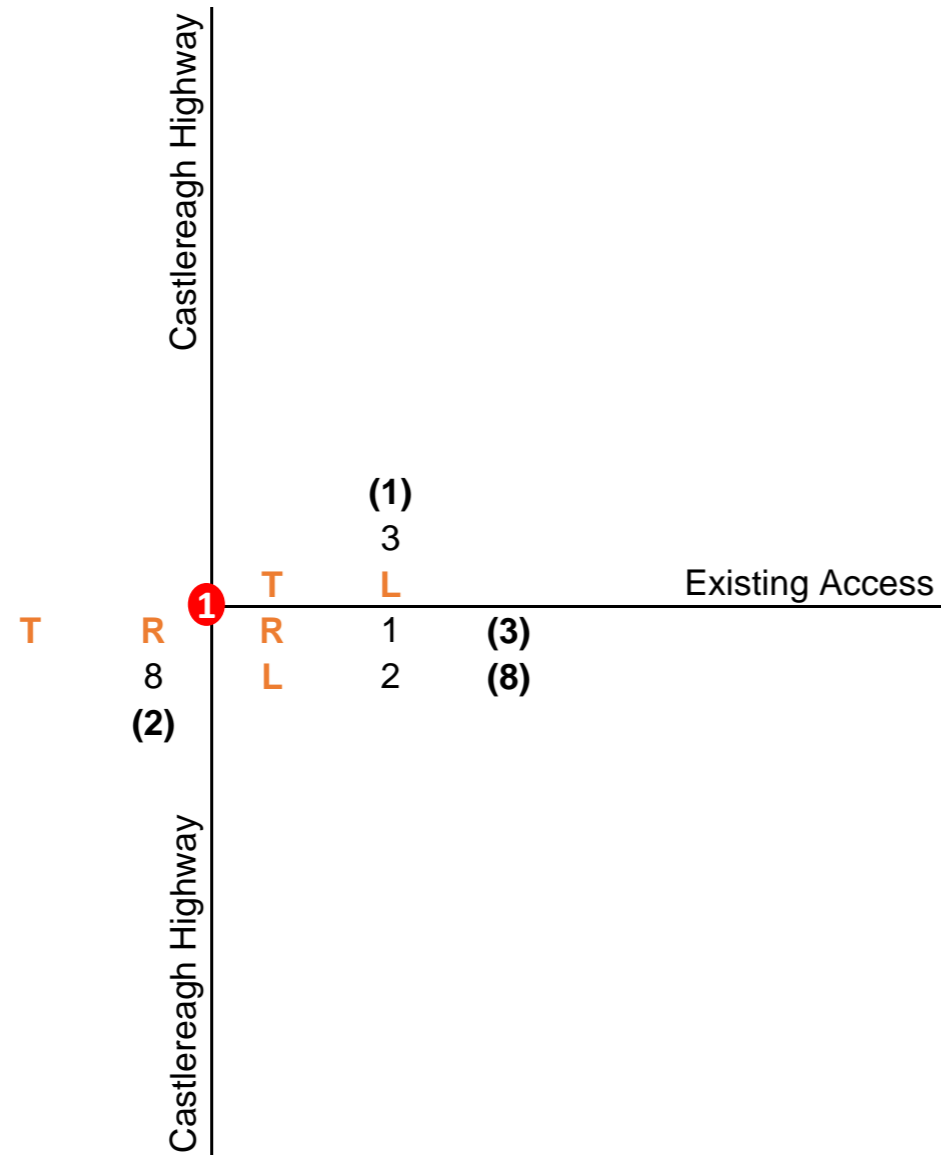 Castlereagh Highway
(1)
3
T L Existing Access
1
T R R 1 (3)
8 L 2 (8)
(2)
Castlereagh Highway